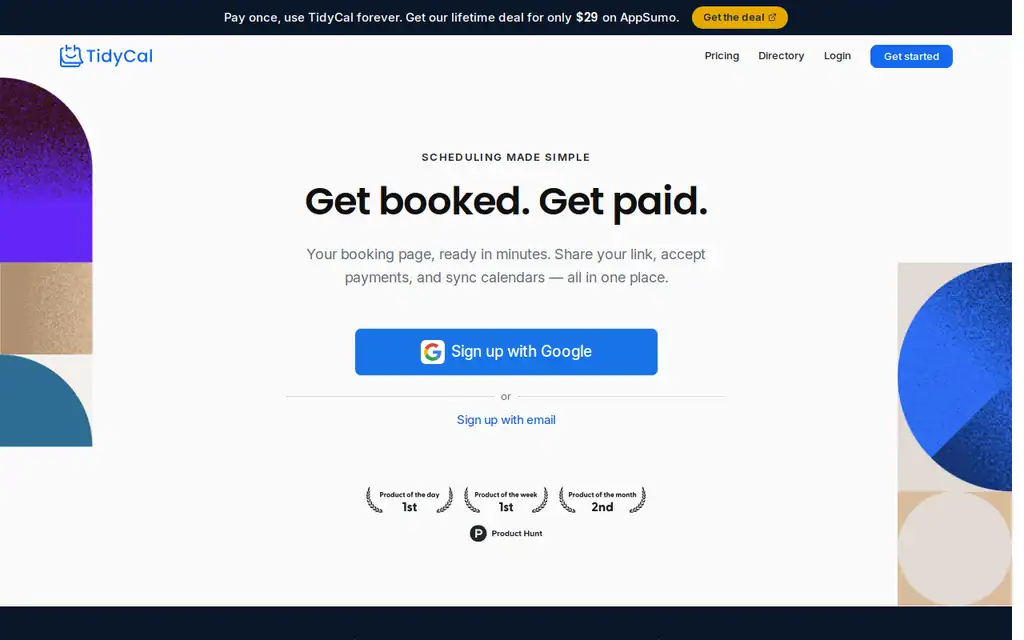 Pay once, use TidyCal forever. Get our lifetime deal for only $29 on AppSumo.
Get the deal
TidyCal
Pricing
Directory
Login
Get started
SCHEDULING MADE SIMPLE
Get booked. Get paid.
Your booking page, ready in minutes. Share your link, accept
payments, and sync calendars — all in one place.
Sign up with Google
or
Sign up with email
Product of the day
1st
Product of the week
1st
Product of the month
2nd
P Product Hunt